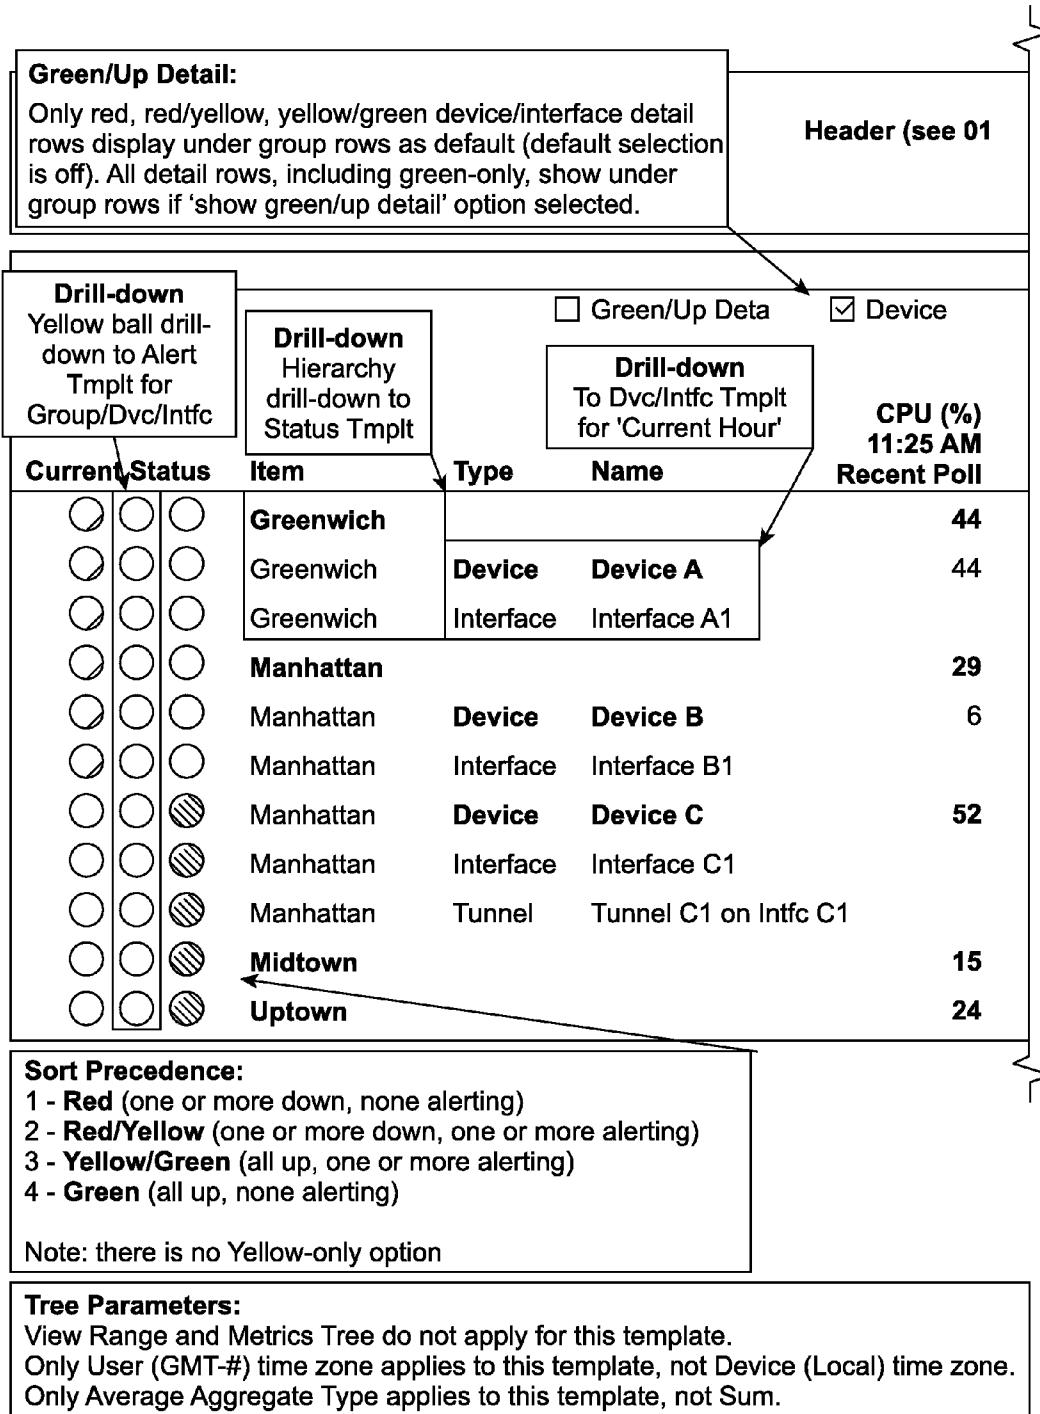 Green/Up Detail:
Only red, red/yellow, yellow/green device/interface detail
rows display under group rows as default (default selection
is off). All detail rows, including green-only, show under
group rows if ‘show green/up detail’ option selected.
Header (see 01
Drill-down
Yellow ball drill-
down to Alert
Tmplt for
Group/Dvc/Intfc
Drill-down
Hierarchy
drill-down to
Status Tmplt
Green/Up Deta
Device
Drill-down
To Dvc/Intfc Tmplt
for 'Current Hour'
CPU (%)
11:25 AM
Recent Poll
Current Status Item Type Name
Greenwich 44
Greenwich Device Device A 44
Greenwich Interface Interface A1
Manhattan 29
Manhattan Device Device B 6
Manhattan Interface Interface B1
Manhattan Device Device C 52
Manhattan Interface Interface C1
Manhattan Tunnel Tunnel C1 on Intfc C1
Midtown 15
Uptown 24
Sort Precedence:
1 - Red (one or more down, none alerting)
2 - Red/Yellow (one or more down, one or more alerting)
3 - Yellow/Green (all up, one or more alerting)
4 - Green (all up, none alerting)
Note: there is no Yellow-only option
Tree Parameters:
View Range and Metrics Tree do not apply for this template.
Only User (GMT-#) time zone applies to this template, not Device (Local) time zone.
Only Average Aggregate Type applies to this template, not Sum.